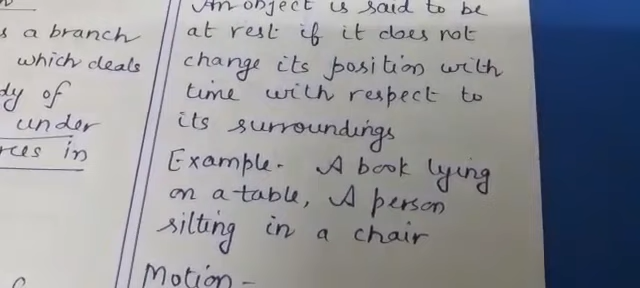 s a branch
which deals
dy of
under
rces in
An object is said to be
at rest if it does not
change its position with
time with respect to
its surroundings
Example. A book lying
on a table, A person
silting in a chair
Motion -